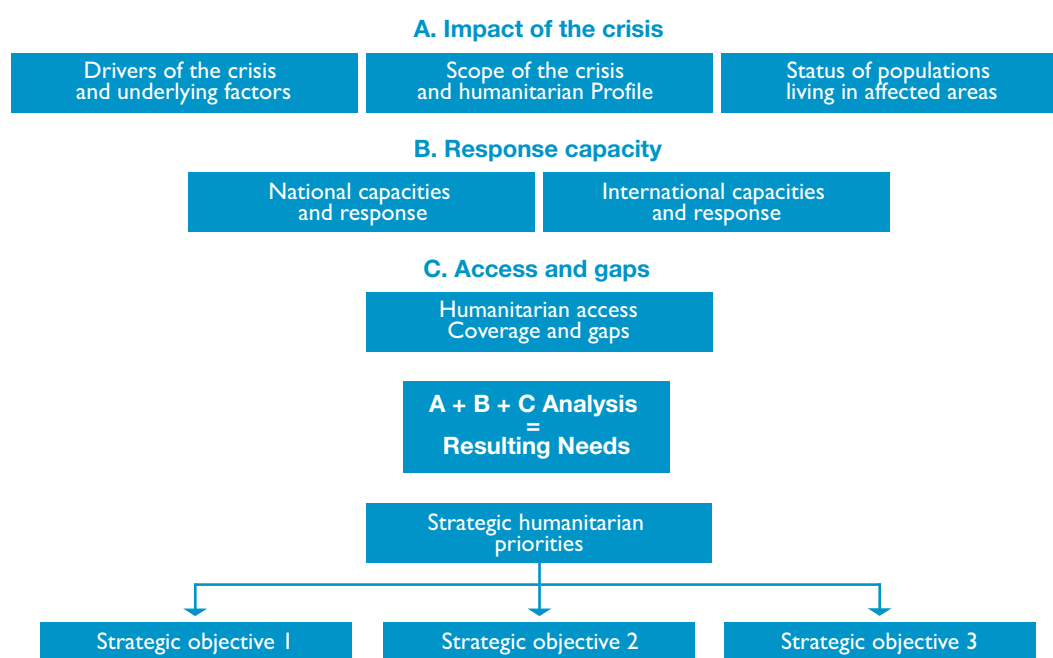 A. Impact of the crisis
Drivers of the crisis
and underlying factors
Scope of the crisis
and humanitarian Profile
Status of populations
living in affected areas
B. Response capacity
National capacities
and response
International capacities
and response
C. Access and gaps
Humanitarian access
Coverage and gaps
A + B + C Analysis
=
Resulting Needs
Strategic humanitarian
priorities
Strategic objective 1
Strategic objective 2
Strategic objective 3